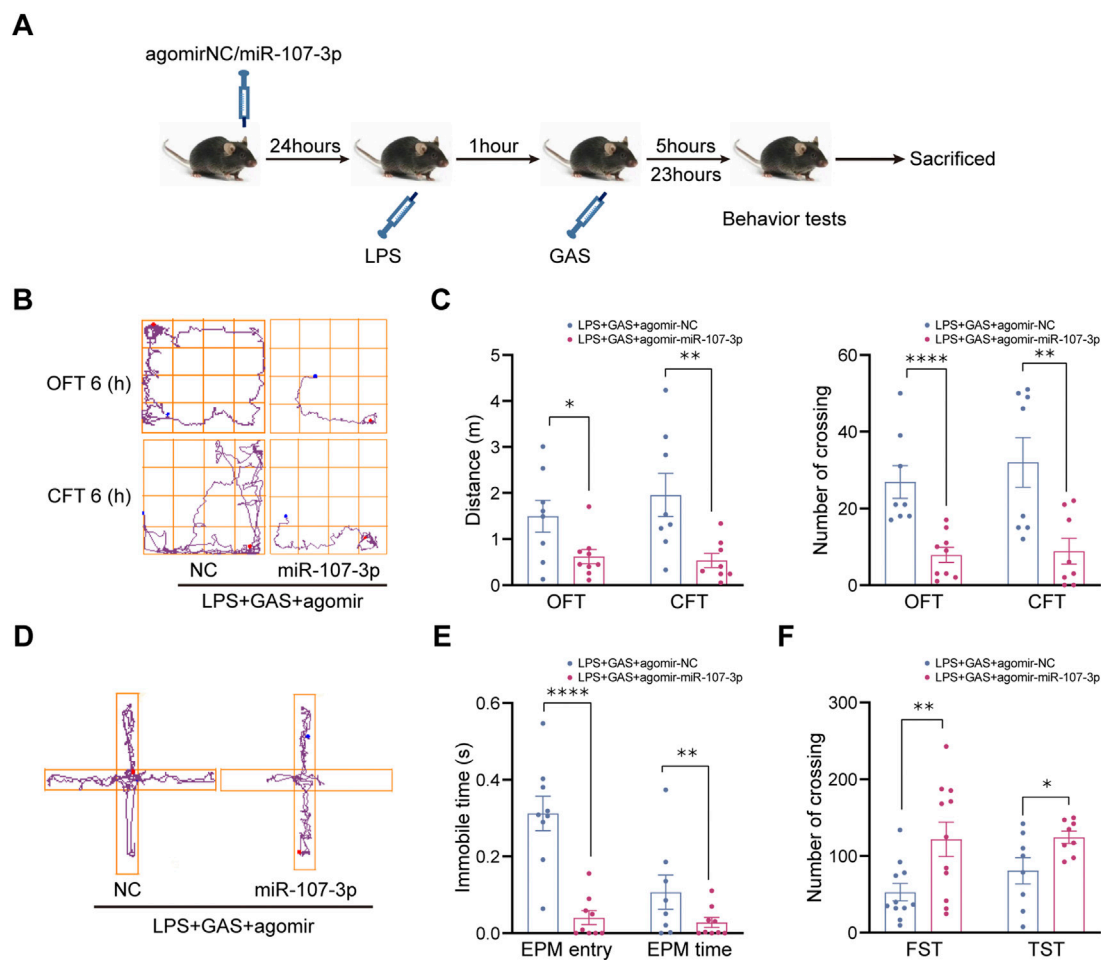 A
agomirNC/miR-107-3p
24hours
1hour
5hours
23hours
Sacrificed
LPS
GAS
Behavior tests
B
OFT 6 (h)
CFT 6 (h)
NC
miR-107-3p
LPS+GAS+agomir
C
LPS+GAS+agomir-NC
LPS+GAS+agomir-miR-107-3p
Distance (m)
5
4
3
2
1
0
*
**
OFT
CFT
LPS+GAS+agomir-NC
LPS+GAS+agomir-miR-107-3p
Number of crossing
60
40
20
0
****
**
OFT
CFT
D
NC
miR-107-3p
LPS+GAS+agomir
E
LPS+GAS+agomir-NC
LPS+GAS+agomir-miR-107-3p
Immobile time (s)
0.6
0.4
0.2
0.0
****
**
EPM entry
EPM time
F
LPS+GAS+agomir-NC
LPS+GAS+agomir-miR-107-3p
Number of crossing
300
200
100
50
0
**
*
FST
TST